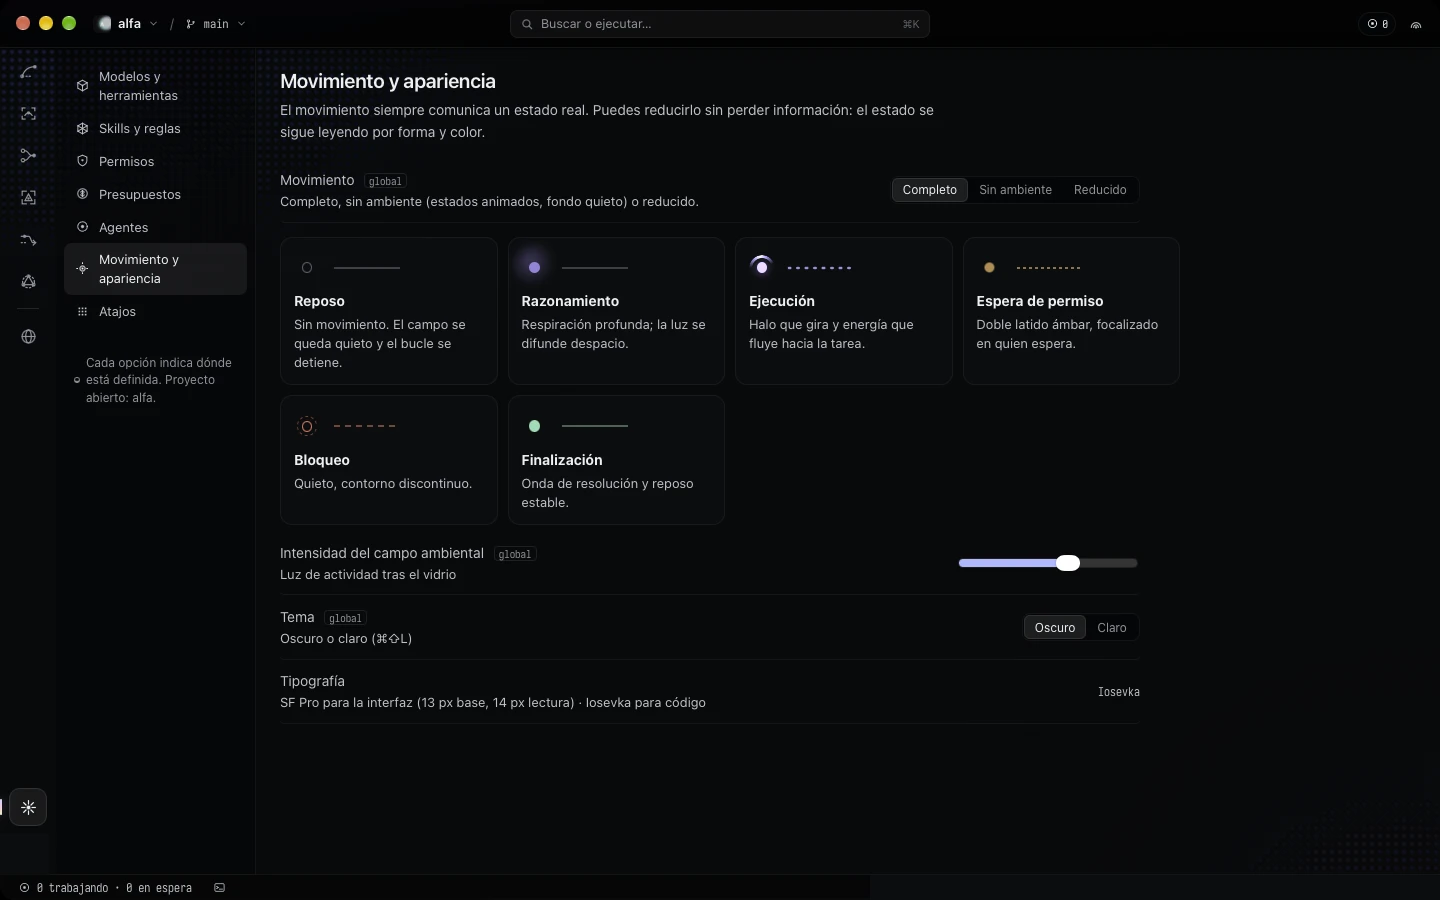 alfa / main
Buscar o ejecutar... ⌘K
0
Modelos y
herramientas
Skills y reglas
Permisos
Presupuestos
Agentes
Movimiento y
apariencia
Atajos
Cada opción indica dónde
está definida. Proyecto
abierto: alfa.
Movimiento y apariencia
El movimiento siempre comunica un estado real. Puedes reducirlo sin perder información: el estado se
sigue leyendo por forma y color.
Movimiento global
Completo, sin ambiente (estados animados, fondo quieto) o reducido.
Completo Sin ambiente Reducido
Reposo
Sin movimiento. El campo se
queda quieto y el bucle se
detiene.
Razonamiento
Respiración profunda; la luz se
difunde despacio.
Ejecución
Halo que gira y energía que
fluye hacia la tarea.
Espera de permiso
Doble latido ámbar, focalizado
en quien espera.
Bloqueo
Quieto, contorno discontinuo.
Finalización
Onda de resolución y reposo
estable.
Intensidad del campo ambiental global
Luz de actividad tras el vidrio
Tema global
Oscuro o claro (⌘⇧L)
Oscuro Claro
Tipografía
SF Pro para la interfaz (13 px base, 14 px lectura) · Iosevka para código
Iosevka
0 trabajando · 0 en espera